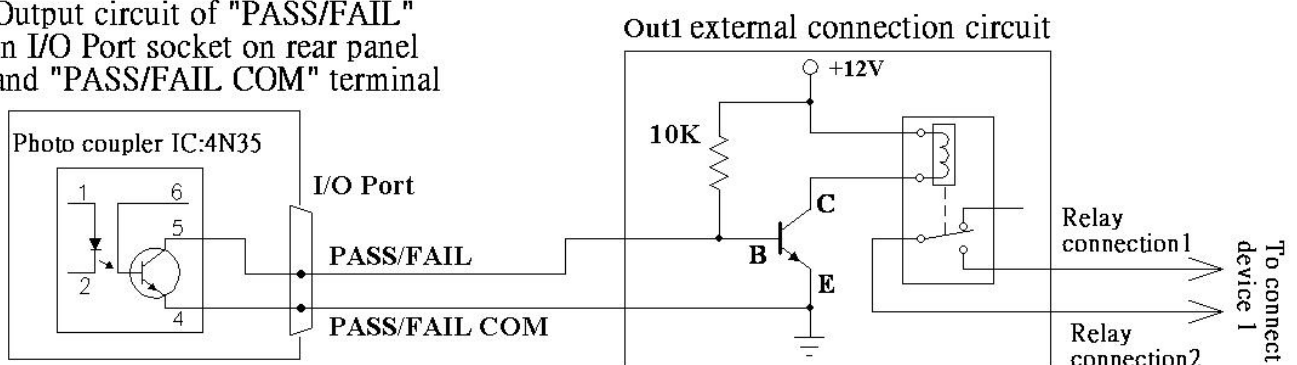 Output circuit of "PASS/FAIL"
n I/O Port socket on rear panel
and "PASS/FAIL COM" terminal
Out1 external connection circuit
+12V
Photo coupler IC:4N35
10K
1
6
I/O Port
C
5
Relay
connection1
PASS/FAIL
B
2
E
4
PASS/FAIL COM
Relay
connection2
To connect
device 1